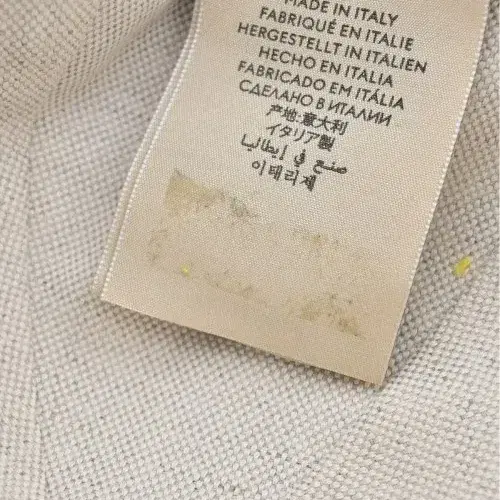 MADE IN ITALY
FABRIQUÉ EN ITALIE
HERGESTELLT IN ITALIEN
HECHO EN ITALIA
FABRICADO EM ITÁLIA
СДЕЛАНО В ИТАЛИИ
产地:意大利
イタリア製
صنع في إيطاليا
이태리제